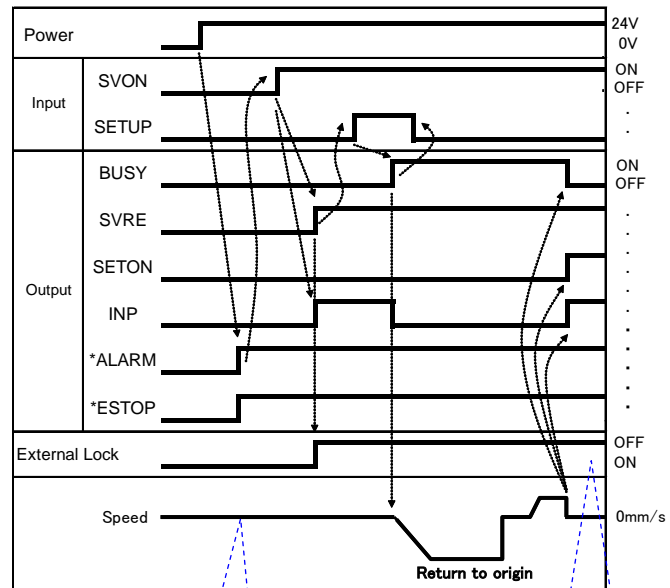 Power
24V
0V
Input
SVON
ON
OFF
SETUP
Output
BUSY
ON
OFF
SVRE
SETON
INP
*ALARM
*ESTOP
External Lock
OFF
ON
Speed
0mm/s
Return to origin